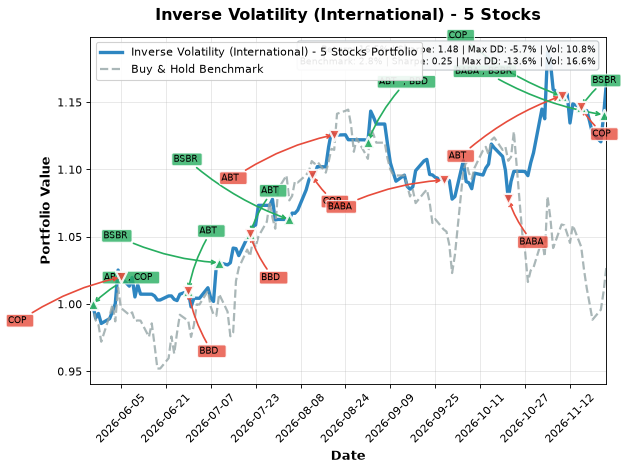 Inverse Volatility (International) - 5 Stocks
COP
Inverse Volatility (International) - 5 Stocks Portfolio
pe: 1.48 | Max DD: -5.7% | Vol: 10.8%
Buy & Hold Benchmark
Benchmark: 2.8% | Sharpe: 0.25 | Max DD: -13.6% | Vol: 16.6%
BABA, BSBR
BSBR
ABT, BBD
1.15
COP
ABT
BSBR
1.10
ABT
ABT
COP
BABA
BSBR
ABT
1.05
BABA
COP
BBD
1.00
COP
BBD
0.95
Portfolio Value
2026-06-05
2026-06-21
2026-07-07
2026-07-23
2026-08-08
2026-08-24
2026-09-09
2026-09-25
2026-10-11
2026-10-27
2026-11-12
Date